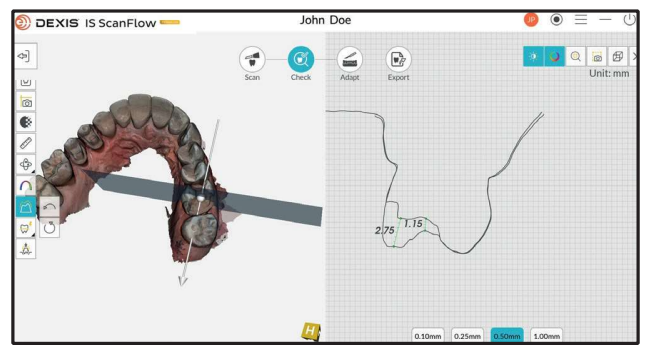 DEXIS IS ScanFlow
John Doe
JP
Scan
Check
Adapt
Export
Unit: mm
2.75
1.15
H
0.10mm
0.25mm
0.50mm
1.00mm